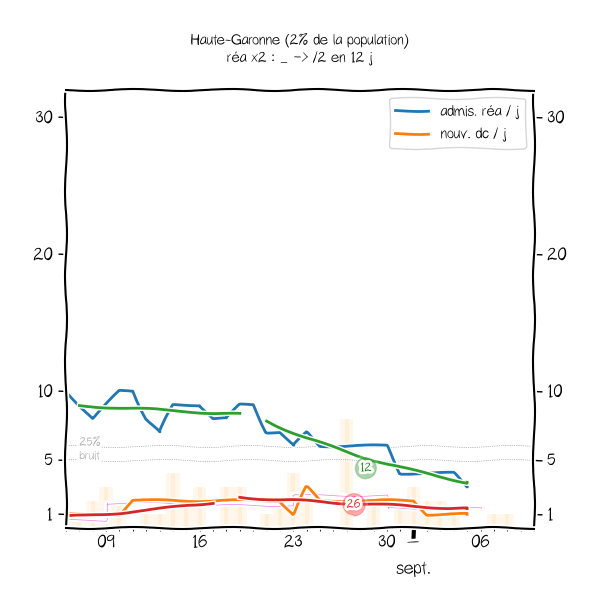 Haute-Garonne (2% de la population)
réa x2 : _ -> /2 en 12 j
admis. réa / j
nouv. dc / j
30 30
20 20
10 10
5 5
1 1
25%
bruit
12
26
09 16 23 30 06
sept.